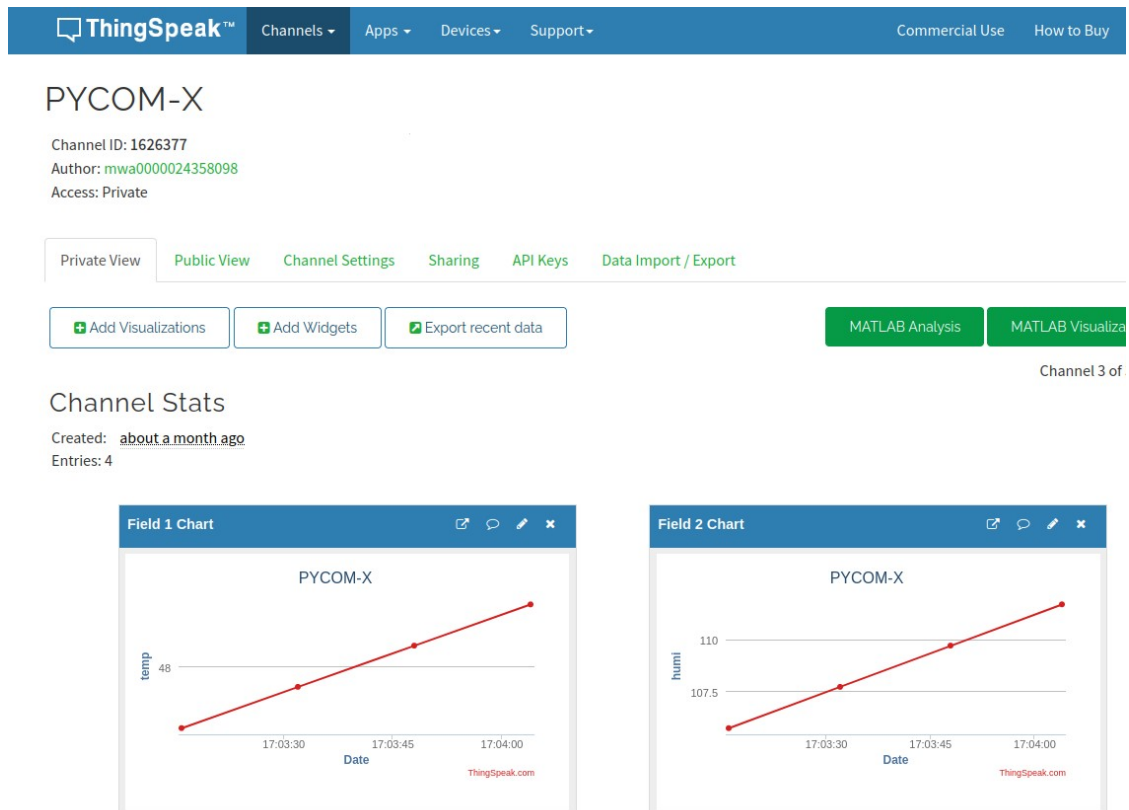 ThingSpeak™ Channels Apps Devices Support Commercial Use How to Buy
PYCOM-X
Channel ID: 1626377
Author: mwa0000024358098
Access: Private
Private View Public View Channel Settings Sharing API Keys Data Import / Export
Add Visualizations Add Widgets Export recent data MATLAB Analysis MATLAB Visualiza
Channel 3 of
Channel Stats
Created: about a month ago
Entries: 4
Field 1 Chart
PYCOM-X
temp
48
17:03:30 17:03:45 17:04:00
Date
ThingSpeak.com
Field 2 Chart
PYCOM-X
humi
110
107.5
17:03:30 17:03:45 17:04:00
Date
ThingSpeak.com